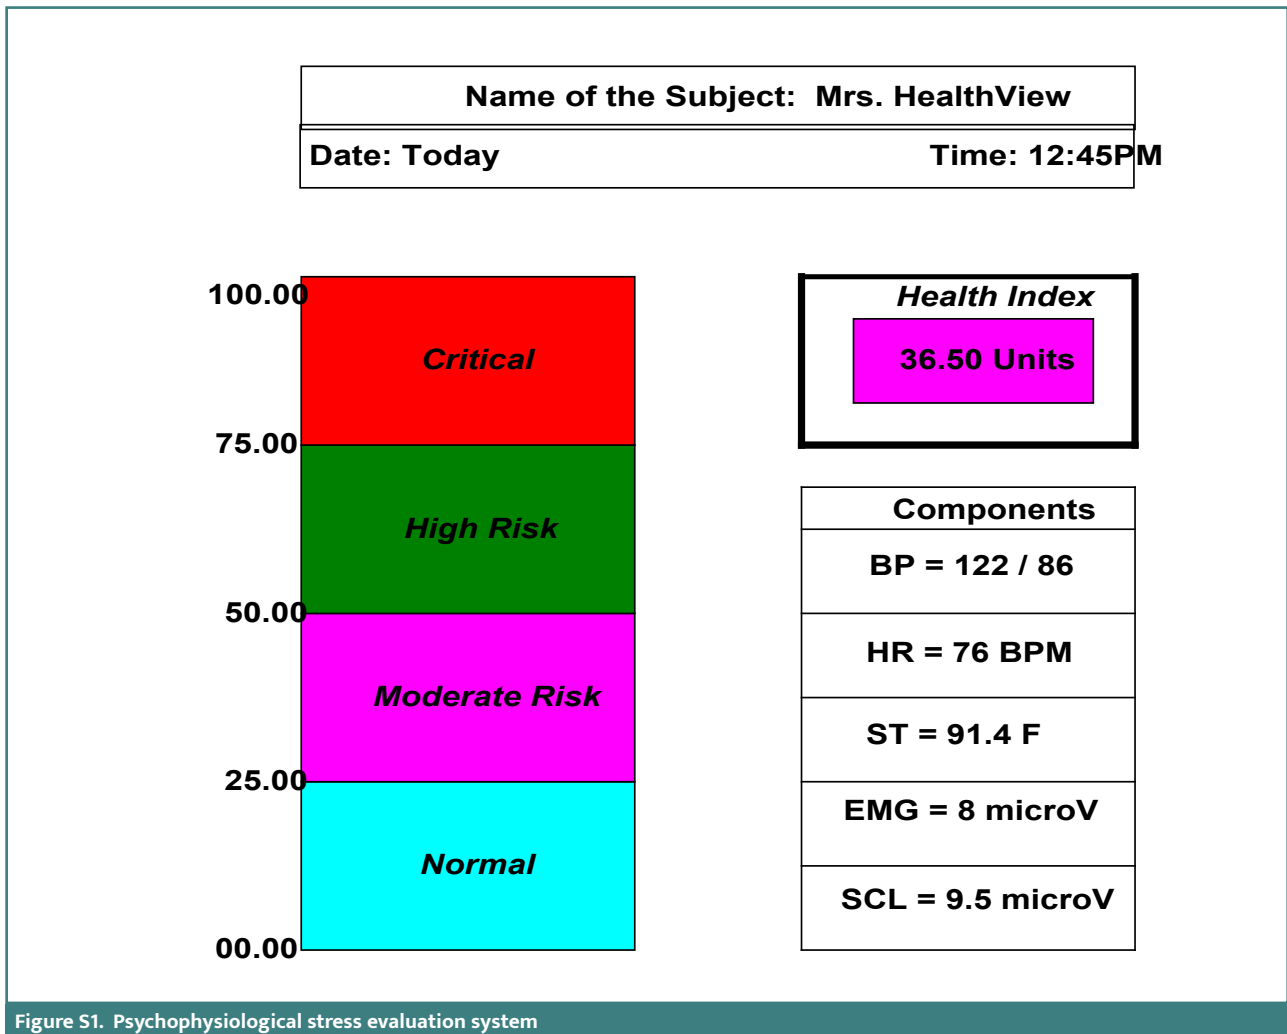 Name of the Subject: Mrs. HealthView
Date: Today Time: 12:45PM
100.00
Critical
75.00
High Risk
50.00
Moderate Risk
25.00
Normal
00.00
Health Index
36.50 Units
Components
BP = 122 / 86
HR = 76 BPM
ST = 91.4 F
EMG = 8 microV
SCL = 9.5 microV
Figure S1. Psychophysiological stress evaluation system